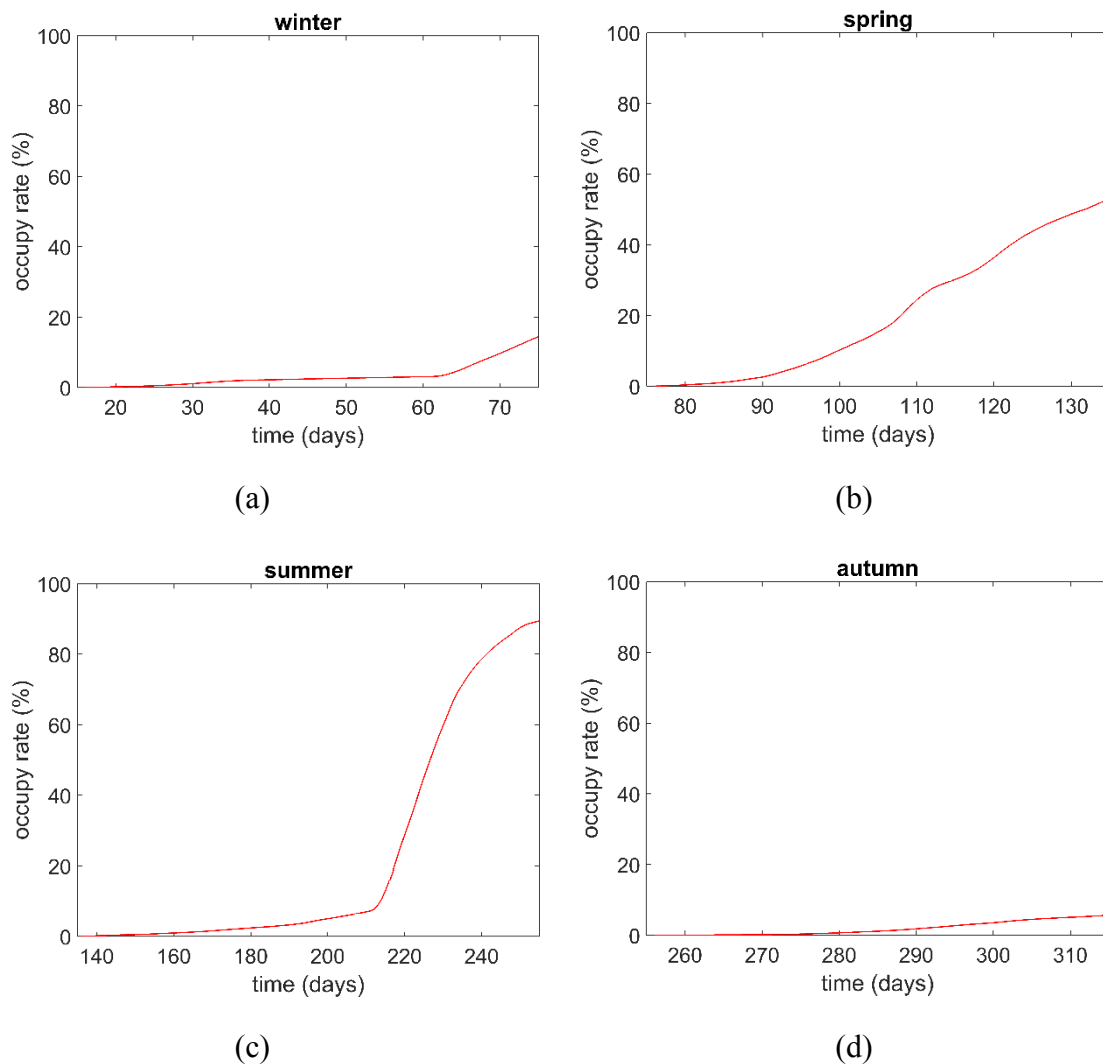 winter
100
80
60
40
20
0
occupy rate (%)
20 30 40 50 60 70
time (days)
(a)
spring
100
80
60
40
20
0
occupy rate (%)
80 90 100 110 120 130
time (days)
(b)
summer
100
80
60
40
20
0
occupy rate (%)
140 160 180 200 220 240
time (days)
(c)
autumn
100
80
60
40
20
0
occupy rate (%)
260 270 280 290 300 310
time (days)
(d)